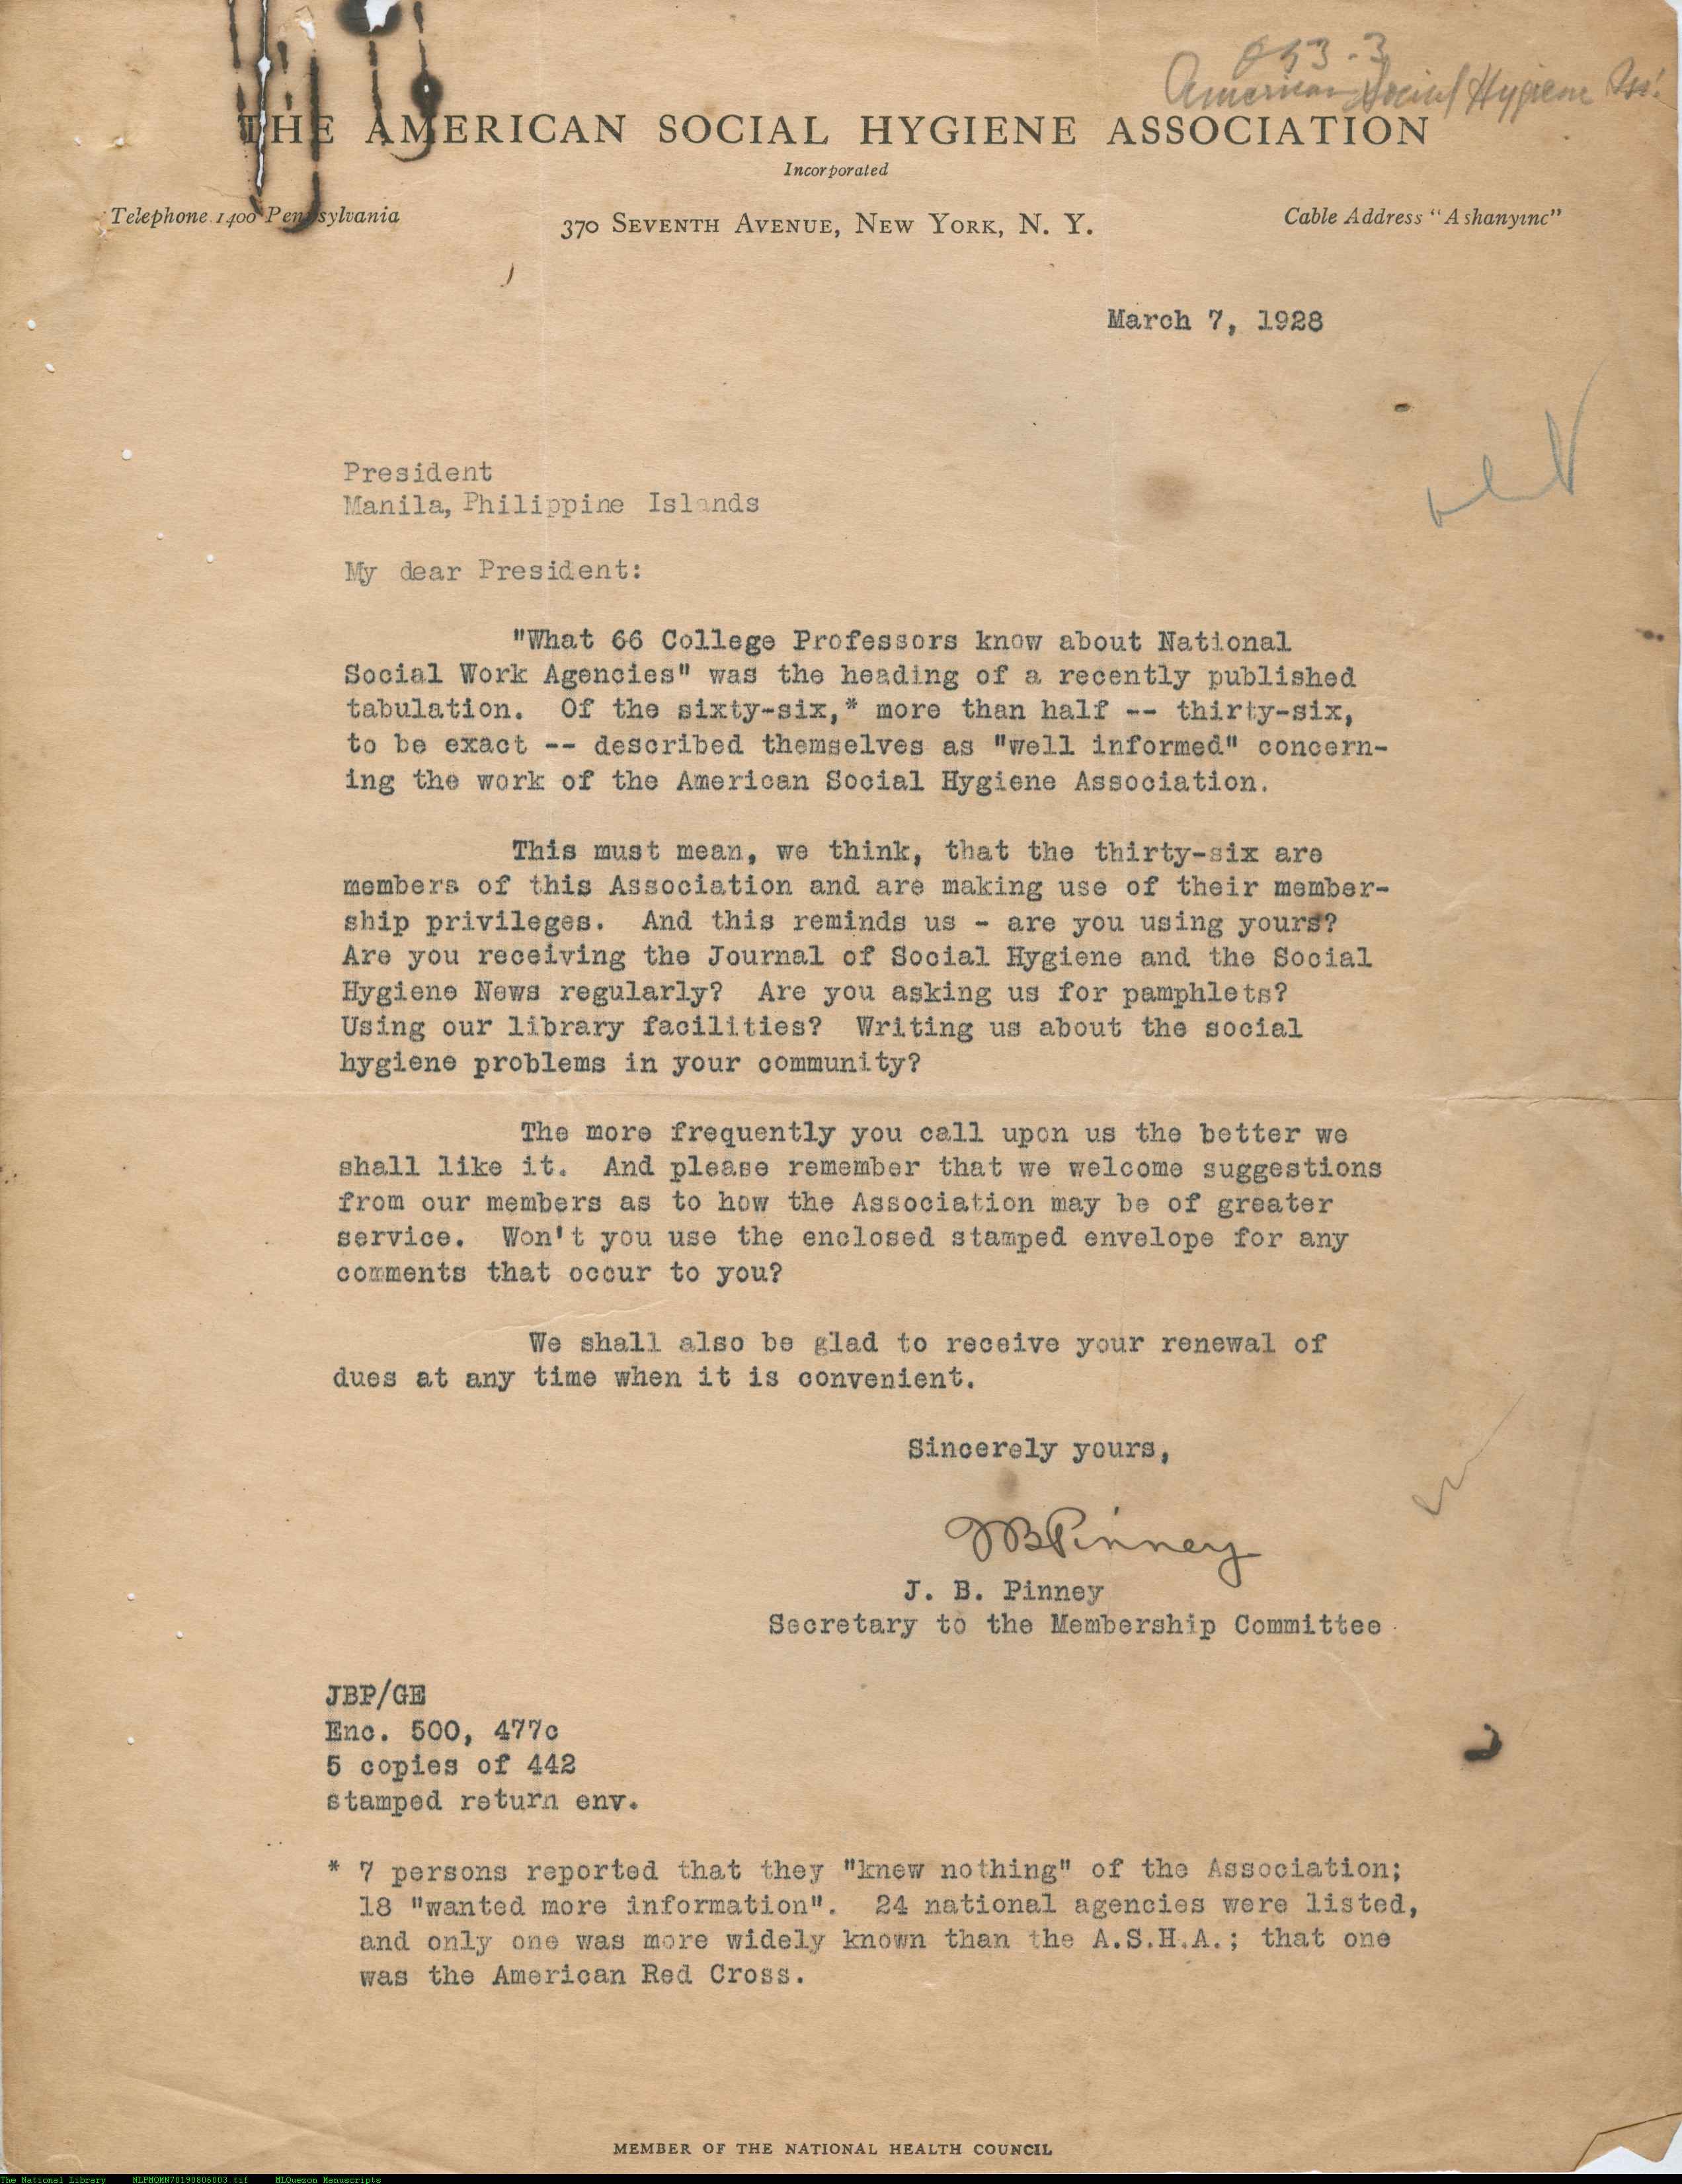 053-3
American Social Hygiene Ass.
THE AMERICAN SOCIAL HYGIENE ASSOCIATION
Incorporated
Telephone 1400 Pennsylvania
370 SEVENTH AVENUE, NEW YORK, N. Y.
Cable Address "Ashanyinc"
March 7, 1928
President
Manila, Philippine Islands
My dear President:
"What 66 College Professors know about National
Social Work Agencies" was the heading of a recently published
tabulation. Of the sixty-six,* more than half -- thirty-six,
to be exact -- described themselves as "well informed" concern-
ing the work of the American Social Hygiene Association.
This must mean, we think, that the thirty-six are
members of this Association and are making use of their member-
ship privileges. And this reminds us - are you using yours?
Are you receiving the Journal of Social Hygiene and the Social
Hygiene News regularly? Are you asking us for pamphlets?
Using our library facilities? Writing us about the social
hygiene problems in your community?
The more frequently you call upon us the better we
shall like it. And please remember that we welcome suggestions
from our members as to how the Association may be of greater
service. Won't you use the enclosed stamped envelope for any
comments that occur to you?
We shall also be glad to receive your renewal of
dues at any time when it is convenient.
Sincerely yours,
JBPinney
J. B. Pinney
Secretary to the Membership Committee
JBP/GE
Enc. 500, 477c
5 copies of 442
stamped return env.
* 7 persons reported that they "knew nothing" of the Association;
18 "wanted more information". 24 national agencies were listed,
and only one was more widely known than the A.S.H.A.; that one
was the American Red Cross.
MEMBER OF THE NATIONAL HEALTH COUNCIL
The National Library NLPMQMN70190806003.tif MLQuezon Manuscripts